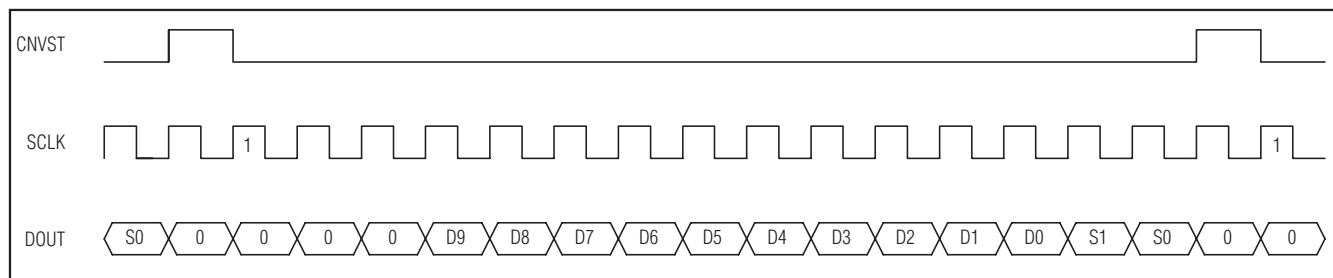 CNVST
SCLK 1 1
DOUT S0 0 0 0 0 D9 D8 D7 D6 D5 D4 D3 D2 D1 D0 S1 S0 0 0